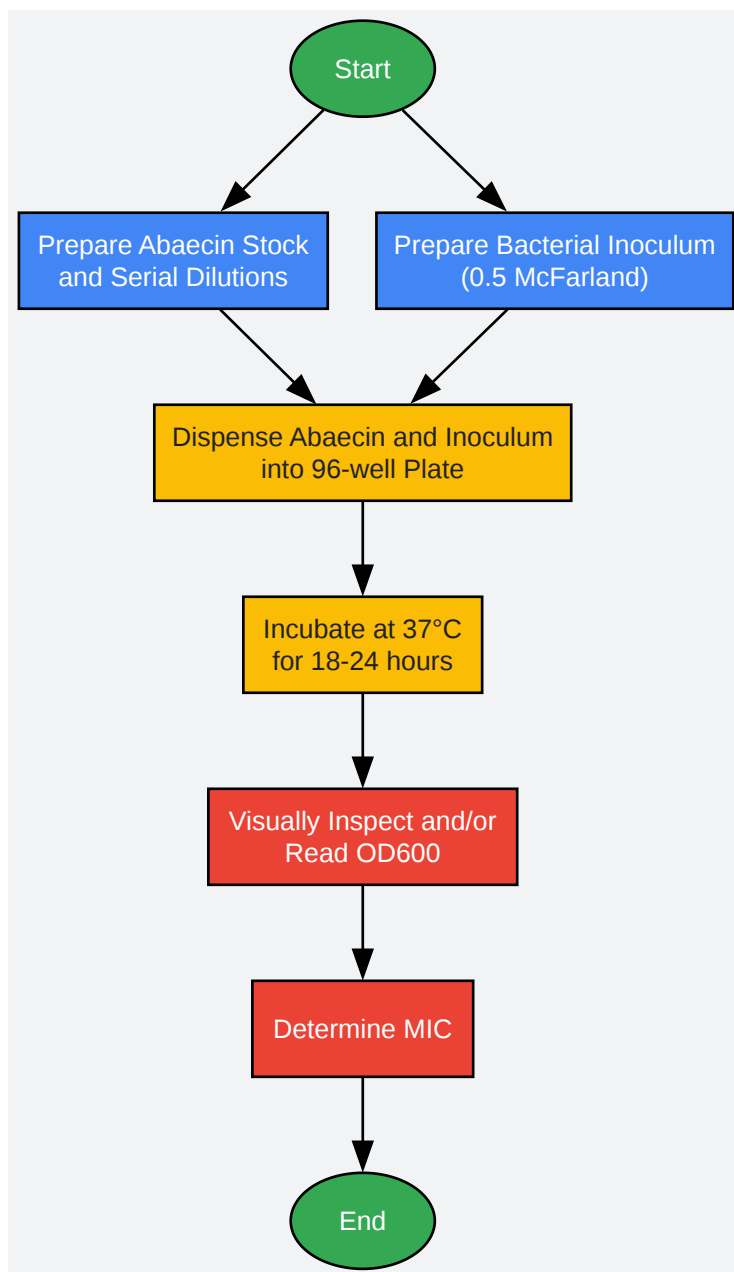 Start
Prepare Abaecin Stock
and Serial Dilutions
Prepare Bacterial Inoculum
(0.5 McFarland)
Dispense Abaecin and Inoculum
into 96-well Plate
Incubate at 37°C
for 18-24 hours
Visually Inspect and/or
Read OD600
Determine MIC
End